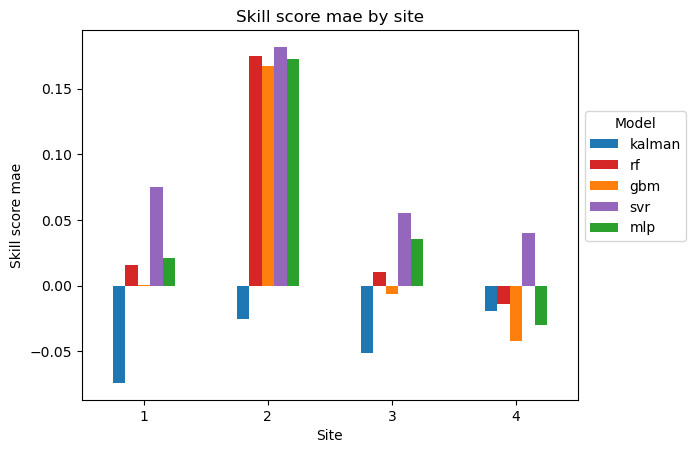 Skill score mae by site
Skill score mae
0.15
0.10
0.05
0.00
−0.05
1
2
3
4
Site
Model
kalman
rf
gbm
svr
mlp